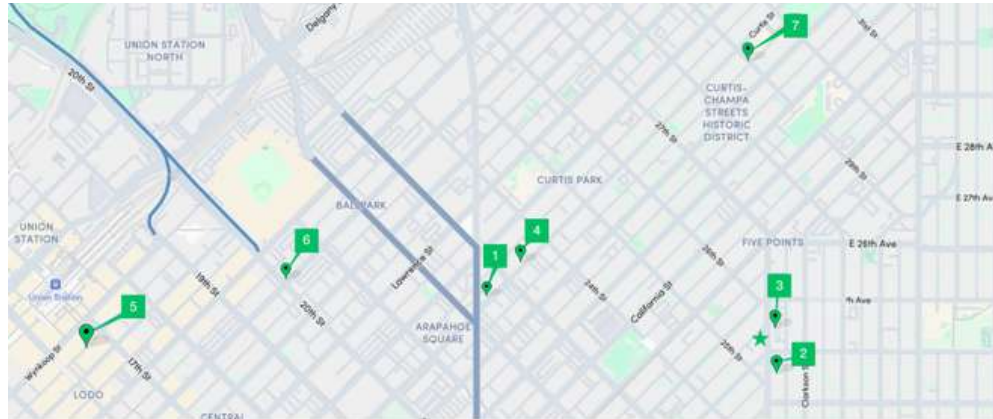 Delgany
Curtis St
31st St
7
UNION STATION
NORTH
20th St
CURTIS-
CHAMPA
STREETS
HISTORIC
DISTRICT
27th St
E 28th A
29th St
CURTIS PARK
E 27th Av
BALLPARK
UNION
STATION
4
FIVE POINTS
E 26th Ave
6
Lawrence St
1
26th St
19th St
Union Station
24th St
3
5
20th St
California St
th Ave
ARAPAHOE
SQUARE
25th St
2
Wynkoop St
17th St
Clarkson S
LODO
CENTRAL